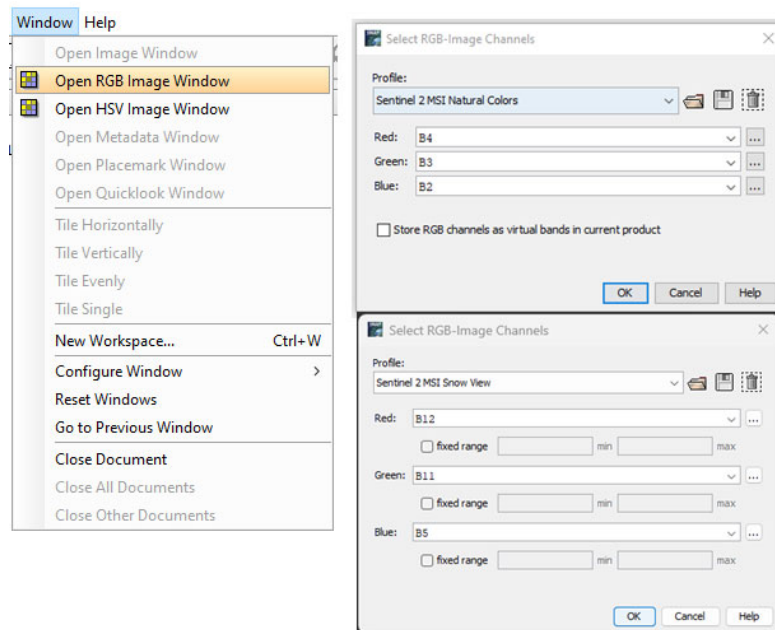 Window Help
Open Image Window
Open RGB Image Window
Open HSV Image Window
Open Metadata Window
Open Placemark Window
Open Quicklook Window
Tile Horizontally
Tile Vertically
Tile Evenly
Tile Single
New Workspace... Ctrl+W
Configure Window >
Reset Windows
Go to Previous Window
Close Document
Close All Documents
Close Other Documents
Select RGB-Image Channels
Profile:
Sentinel 2 MSI Natural Colors
Red: B4 ...
Green: B3 ...
Blue: B2 ...
Store RGB channels as virtual bands in current product
OK Cancel Help
Select RGB-Image Channels
Profile:
Sentinel 2 MSI Snow View
Red: B12 ...
fixed range min max
Green: B11 ...
fixed range min max
Blue: B5 ...
fixed range min max
OK Cancel Help